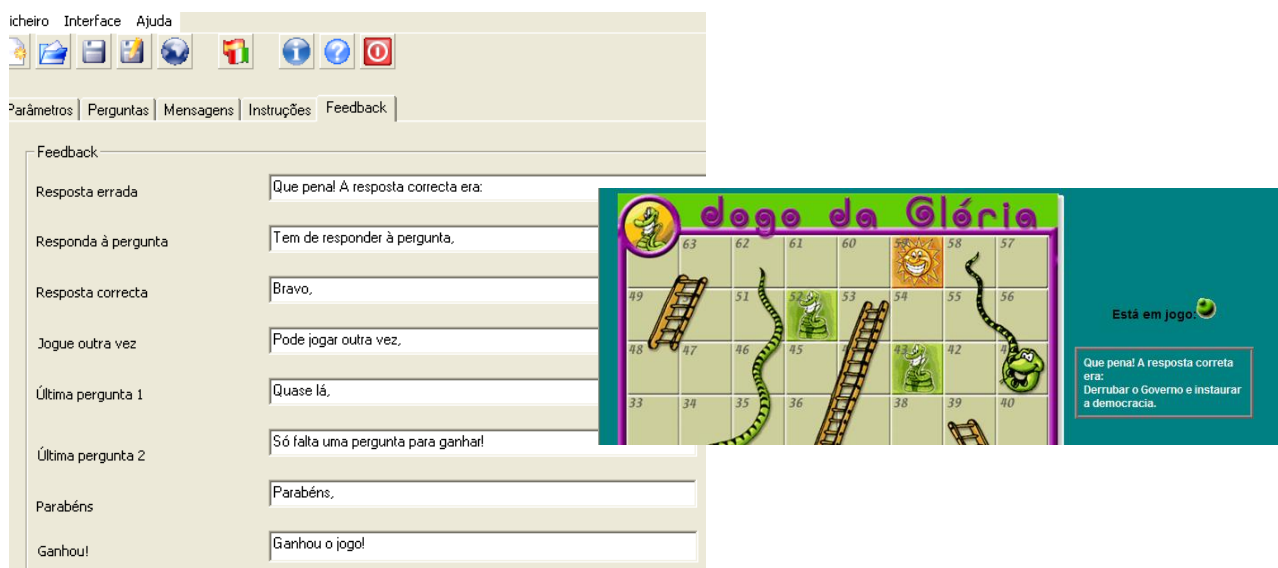 icheiro Interface Ajuda
Parâmetros Perguntas Mensagens Instruções Feedback
Feedback
Resposta errada Que pena! A resposta correcta era:
Responda à pergunta Tem de responder à pergunta,
Resposta correcta Bravo,
Jogue outra vez Pode jogar outra vez,
Última pergunta 1 Quase lá,
Última pergunta 2 Só falta uma pergunta para ganhar!
Parabéns Parabéns,
Ganhou! Ganhou o jogo!
Jogo da Glória
63 62 61 60 59 58 57
49 51 52 53 54 55 56
48 47 46 45 43 42
33 34 35 36 38 39 40
Está em jogo:
Que pena! A resposta correta
era:
Derrubar o Governo e instaurar
a democracia.